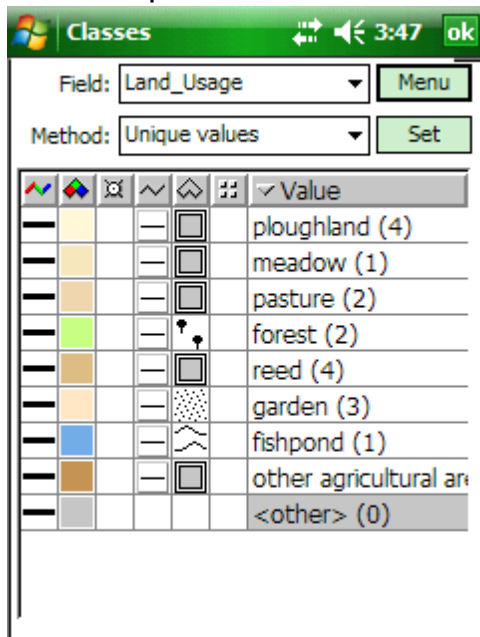 Classes 3:47 ok
Field: Land_Usage Menu
Method: Unique values Set
Value
ploughland (4)
meadow (1)
pasture (2)
forest (2)
reed (4)
garden (3)
fishpond (1)
other agricultural
<other> (0)